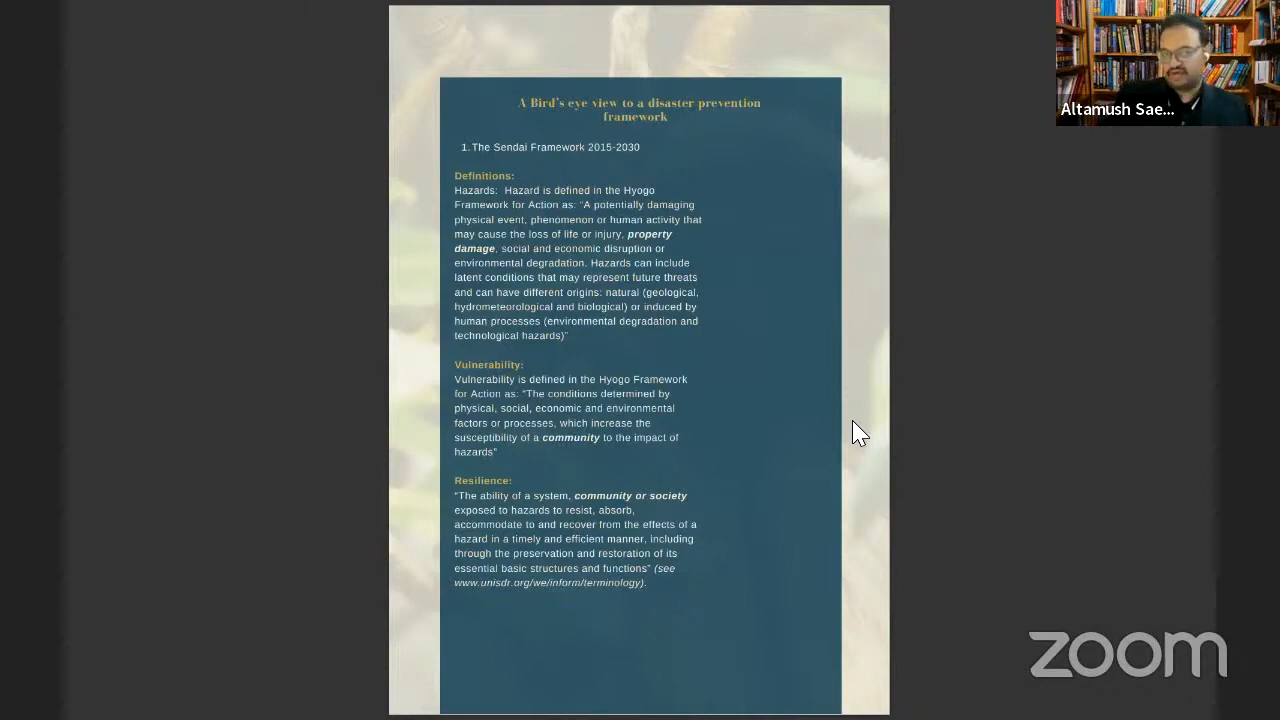 A Bird's eye view to a disaster prevention
framework
1. The Sendai Framework 2015-2030
Definitions:
Hazards:  Hazard is defined in the Hyogo
Framework for Action as: "A potentially damaging
physical event, phenomenon or human activity that
may cause the loss of life or injury, property
damage, social and economic disruption or
environmental degradation. Hazards can include
latent conditions that may represent future threats
and can have different origins: natural (geological,
hydrometeorological and biological) or induced by
human processes (environmental degradation and
technological hazards)"
Vulnerability:
Vulnerability is defined in the Hyogo Framework
for Action as: "The conditions determined by
physical, social, economic and environmental
factors or processes, which increase the
susceptibility of a community to the impact of
hazards"
Resilience:
"The ability of a system, community or society
exposed to hazards to resist, absorb,
accommodate to and recover from the effects of a
hazard in a timely and efficient manner, including
through the preservation and restoration of its
essential basic structures and functions" (see
www.unisdr.org/we/inform/terminology).
Altamush Sae...
zoom